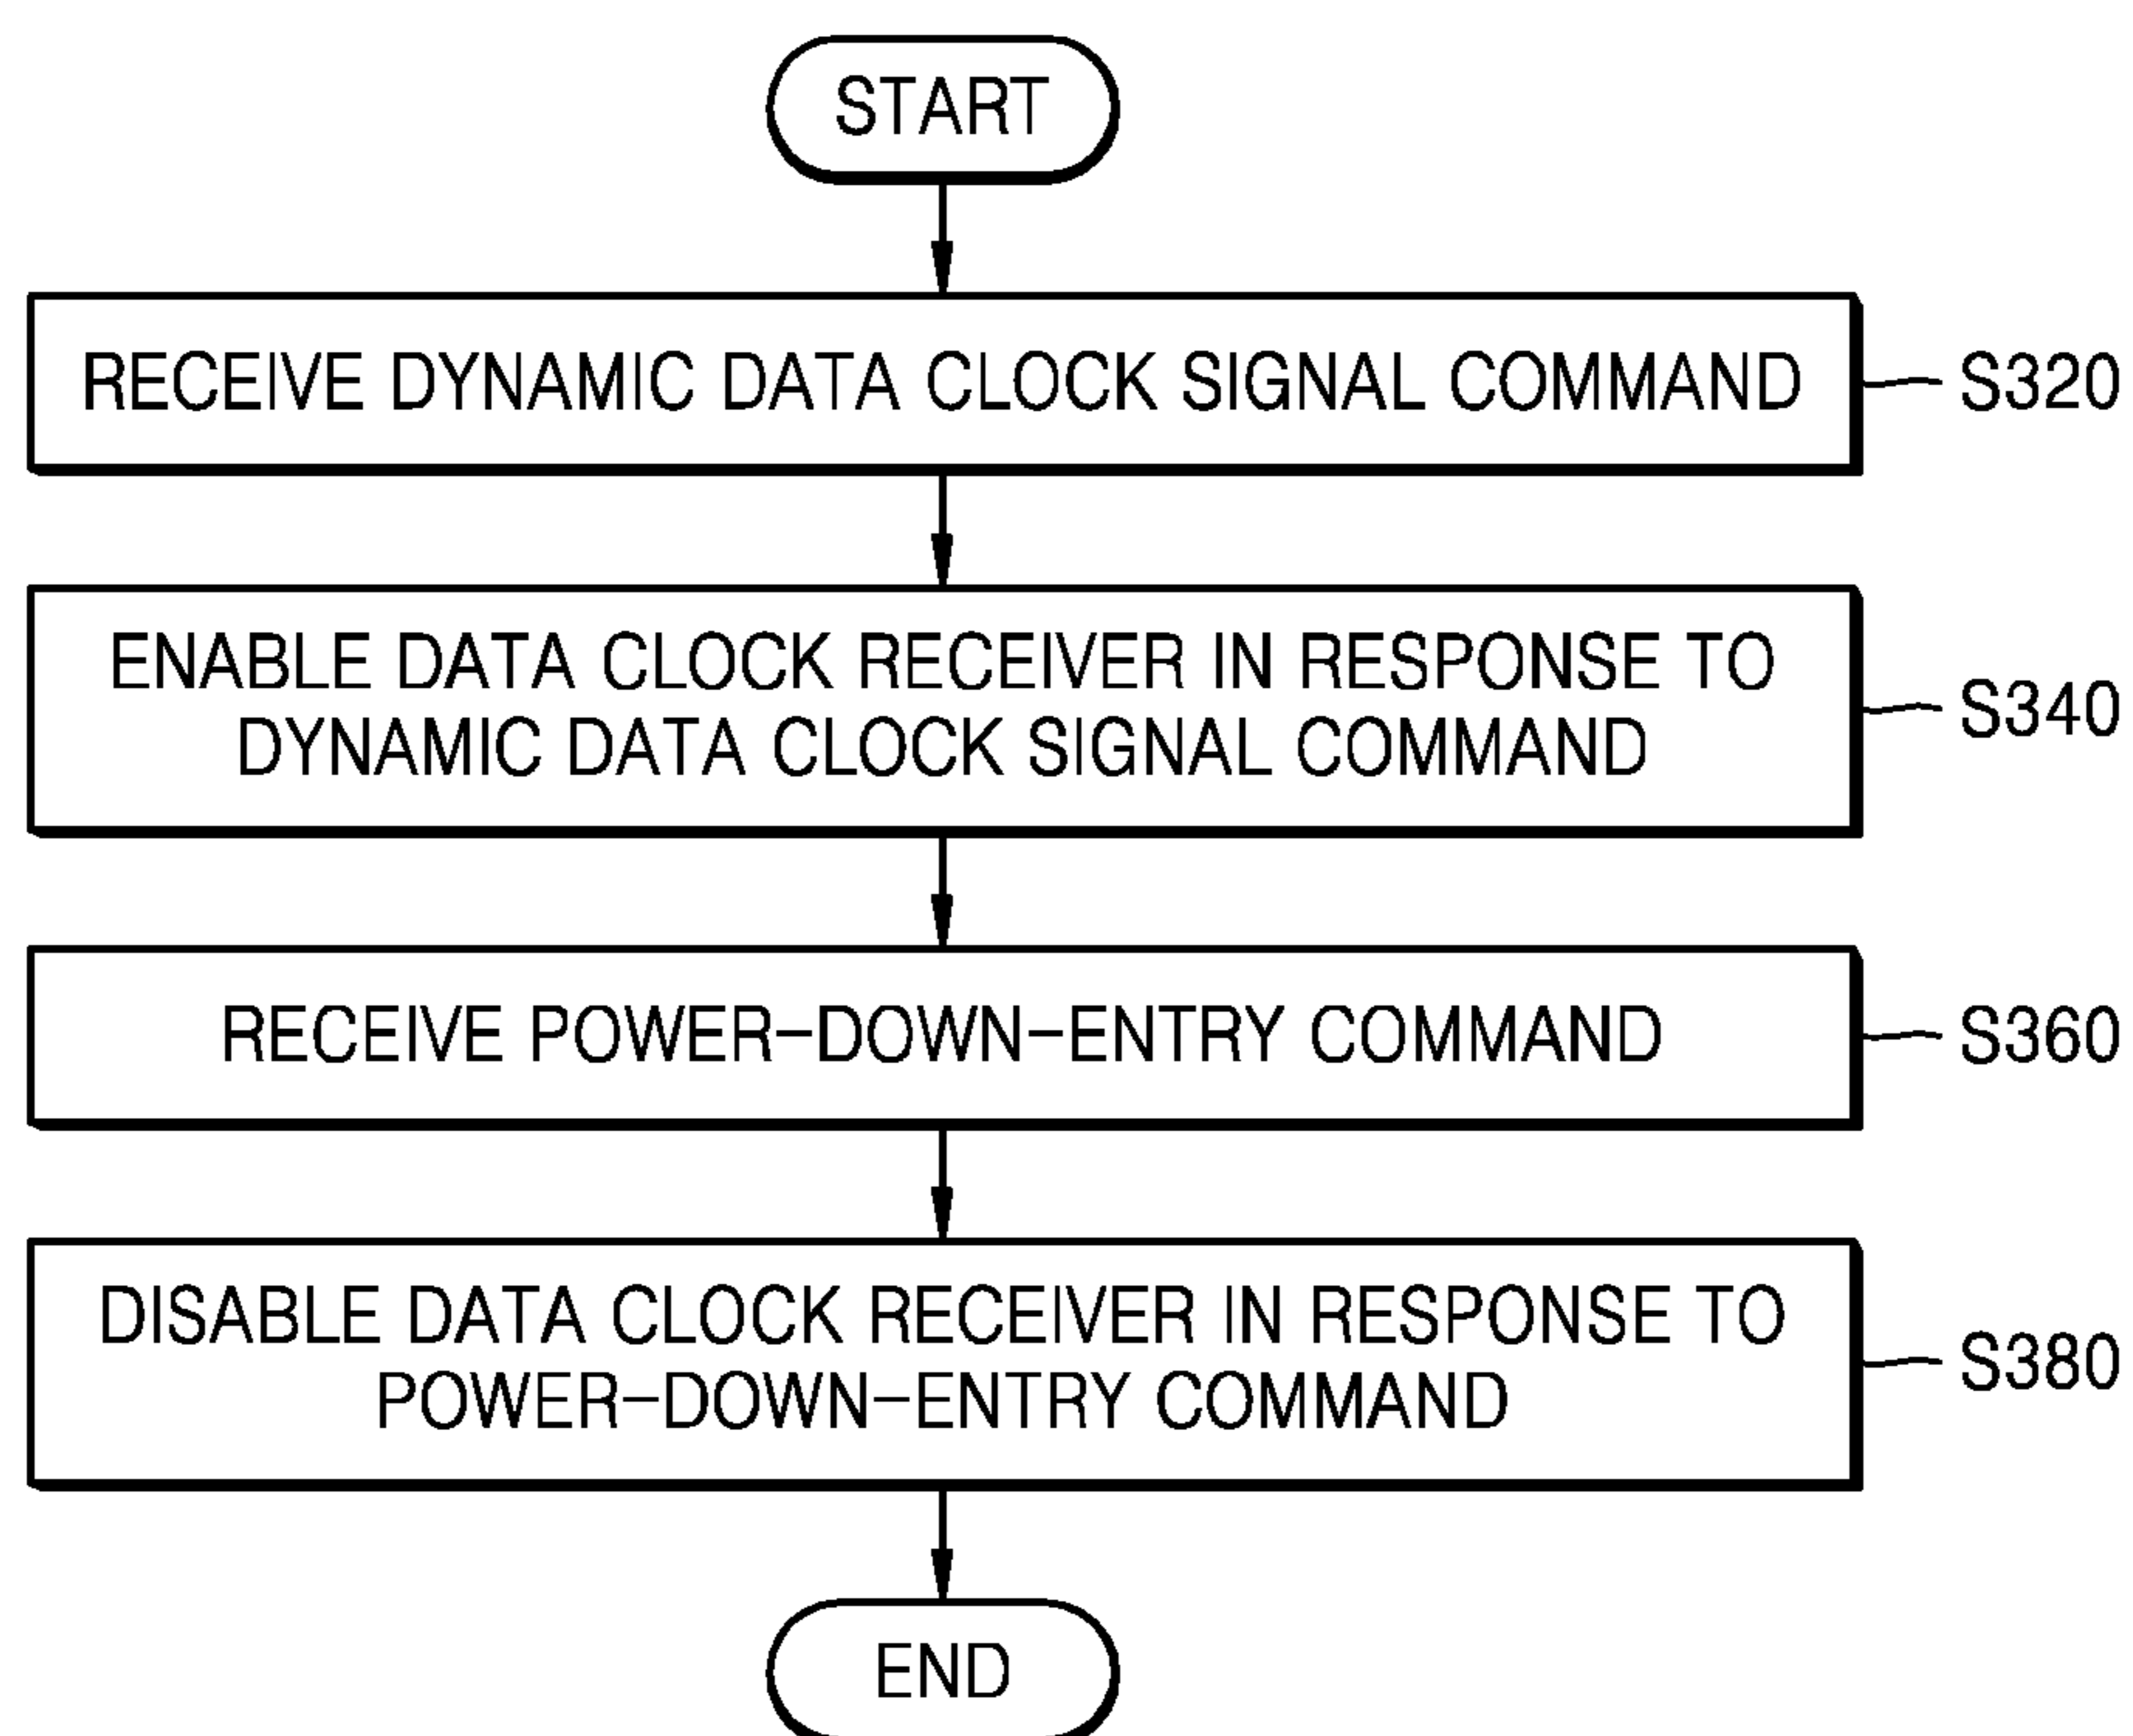 START
RECEIVE DYNAMIC DATA CLOCK SIGNAL COMMAND
S320
ENABLE DATA CLOCK RECEIVER IN RESPONSE TO
DYNAMIC DATA CLOCK SIGNAL COMMAND
S340
RECEIVE POWER-DOWN-ENTRY COMMAND
S360
DISABLE DATA CLOCK RECEIVER IN RESPONSE TO
POWER-DOWN-ENTRY COMMAND
S380
END